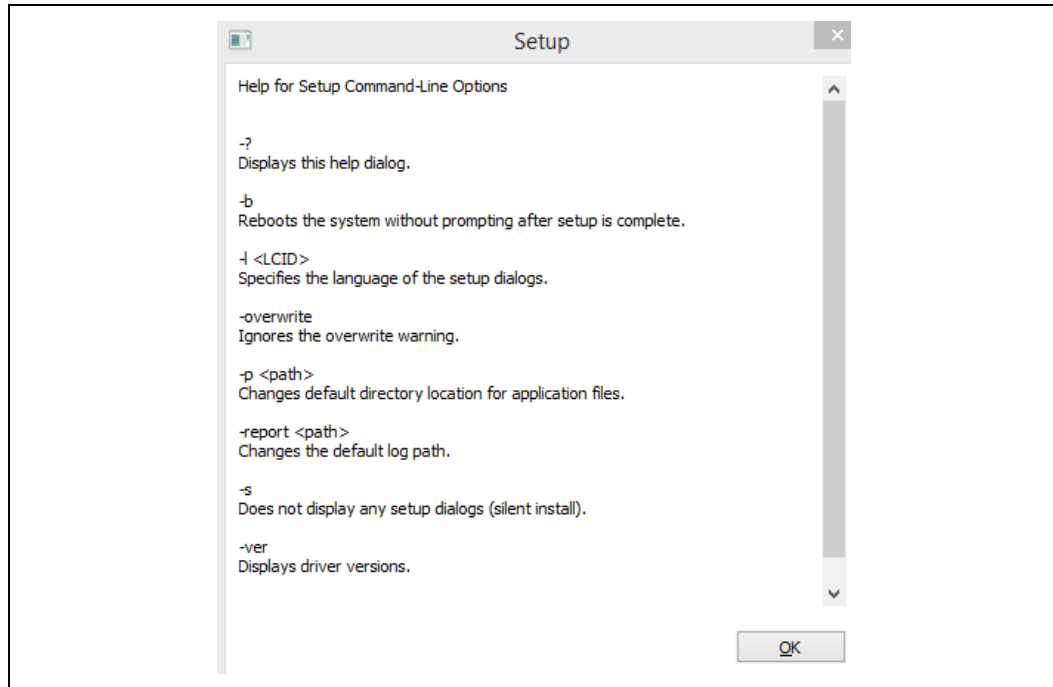 Setup
Help for Setup Command-Line Options
-?
Displays this help dialog.
-b
Reboots the system without prompting after setup is complete.
-l <LCID>
Specifies the language of the setup dialogs.
-overwrite
Ignores the overwrite warning.
-p <path>
Changes default directory location for application files.
-report <path>
Changes the default log path.
-s
Does not display any setup dialogs (silent install).
-ver
Displays driver versions.
OK